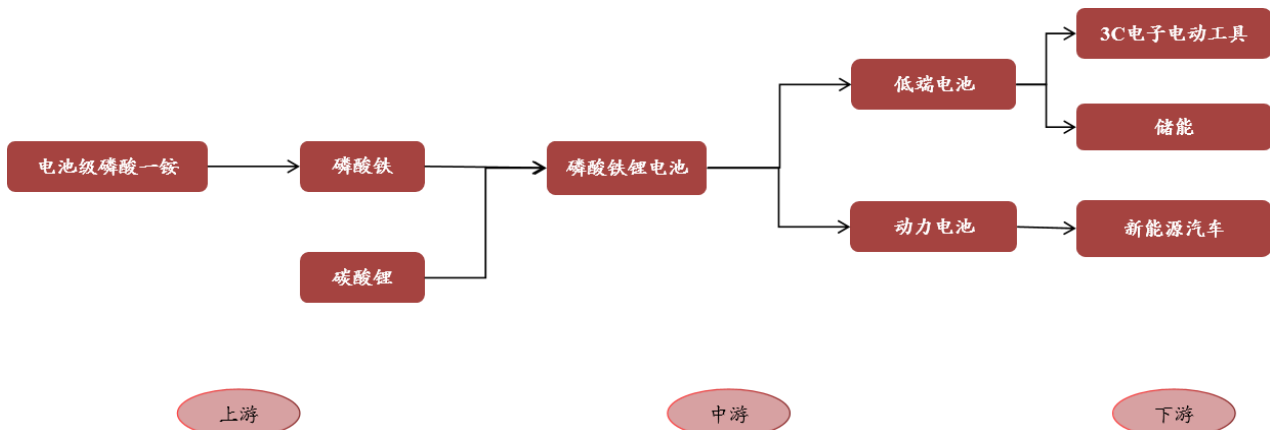 3C电子电动工具
低端电池
储能
电池级磷酸一铵
磷酸铁
磷酸铁锂电池
动力电池
新能源汽车
碳酸锂
上游
中游
下游